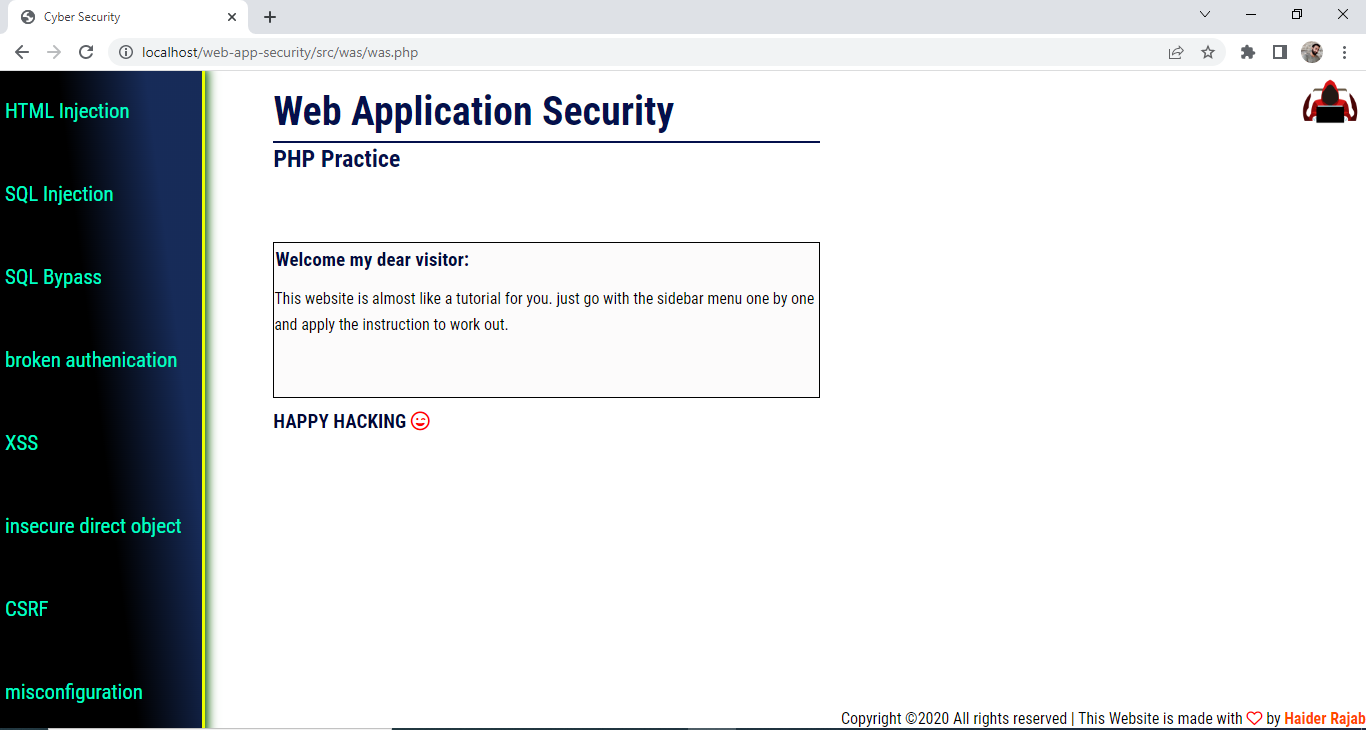 Cyber Security
localhost/web-app-security/src/was/was.php
HTML Injection
SQL Injection
SQL Bypass
broken authenication
XSS
insecure direct object
CSRF
misconfiguration
Web Application Security
PHP Practice
Welcome my dear visitor:
This website is almost like a tutorial for you. just go with the sidebar menu one by one
and apply the instruction to work out.
HAPPY HACKING
Copyright ©2020 All rights reserved | This Website is made with ♡ by Haider Rajab